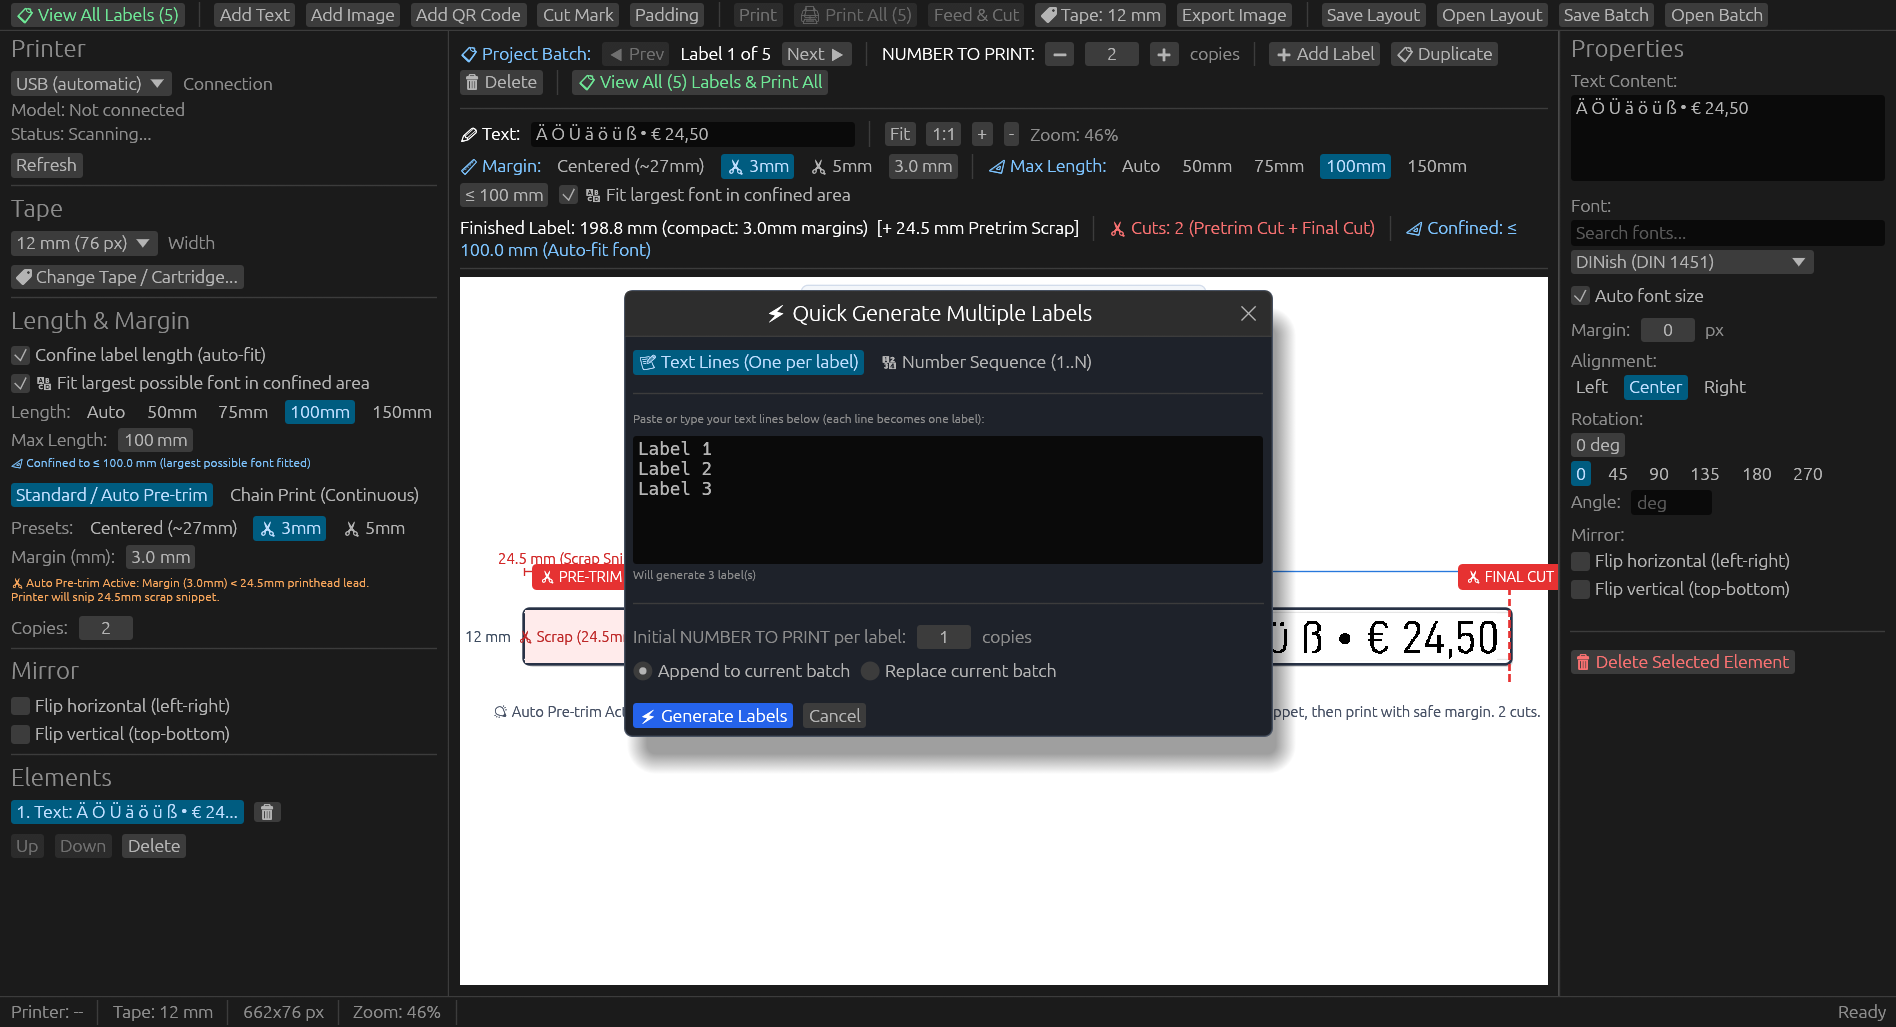 View All Labels (5) Add Text Add Image Add QR Code Cut Mark Padding Print Print All (5) Feed & Cut Tape: 12 mm Export Image Save Layout Open Layout Save Batch Open Batch
Printer
USB (automatic) Connection
Model: Not connected
Status: Scanning...
Refresh
Tape
12 mm (76 px) Width
Change Tape / Cartridge...
Length & Margin
Confine label length (auto-fit)
Fit largest possible font in confined area
Length: Auto 50mm 75mm 100mm 150mm
Max Length: 100 mm
Confined to ≤ 100.0 mm (largest possible font fitted)
Standard / Auto Pre-trim Chain Print (Continuous)
Presets: Centered (~27mm) 3mm 5mm
Margin (mm): 3.0 mm
Auto Pre-trim Active: Margin (3.0mm) < 24.5mm printhead lead.
Printer will snip 24.5mm scrap snippet.
Copies: 2
Mirror
Flip horizontal (left-right)
Flip vertical (top-bottom)
Elements
1. Text: Ä Ö Ü ä ö ü ß • € 24...
Up Down Delete
Project Batch: Prev Label 1 of 5 Next NUMBER TO PRINT: − 2 + copies + Add Label Duplicate
Delete View All (5) Labels & Print All
Text: Ä Ö Ü ä ö ü ß • € 24,50 Fit 1:1 + - Zoom: 46%
Margin: Centered (~27mm) 3mm 5mm 3.0 mm Max Length: Auto 50mm 75mm 100mm 150mm
≤ 100 mm Fit largest font in confined area
Finished Label: 198.8 mm (compact: 3.0mm margins) [+ 24.5 mm Pretrim Scrap] Cuts: 2 (Pretrim Cut + Final Cut) Confined: ≤
100.0 mm (Auto-fit font)
24.5 mm (Scrap Sni
PRE-TRIM FINAL CUT
12 mm Scrap (24.5m ü ß • € 24,50
Auto Pre-trim Act ppet, then print with safe margin. 2 cuts.
Quick Generate Multiple Labels
Text Lines (One per label) Number Sequence (1..N)
Paste or type your text lines below (each line becomes one label):
Label 1
Label 2
Label 3
Will generate 3 label(s)
Initial NUMBER TO PRINT per label: 1 copies
Append to current batch Replace current batch
Generate Labels Cancel
Properties
Text Content:
Ä Ö Ü ä ö ü ß • € 24,50
Font:
Search fonts...
DINish (DIN 1451)
Auto font size
Margin: 0 px
Alignment:
Left Center Right
Rotation:
0 deg
0 45 90 135 180 270
Angle: deg
Mirror:
Flip horizontal (left-right)
Flip vertical (top-bottom)
Delete Selected Element
Printer: -- Tape: 12 mm 662x76 px Zoom: 46% Ready